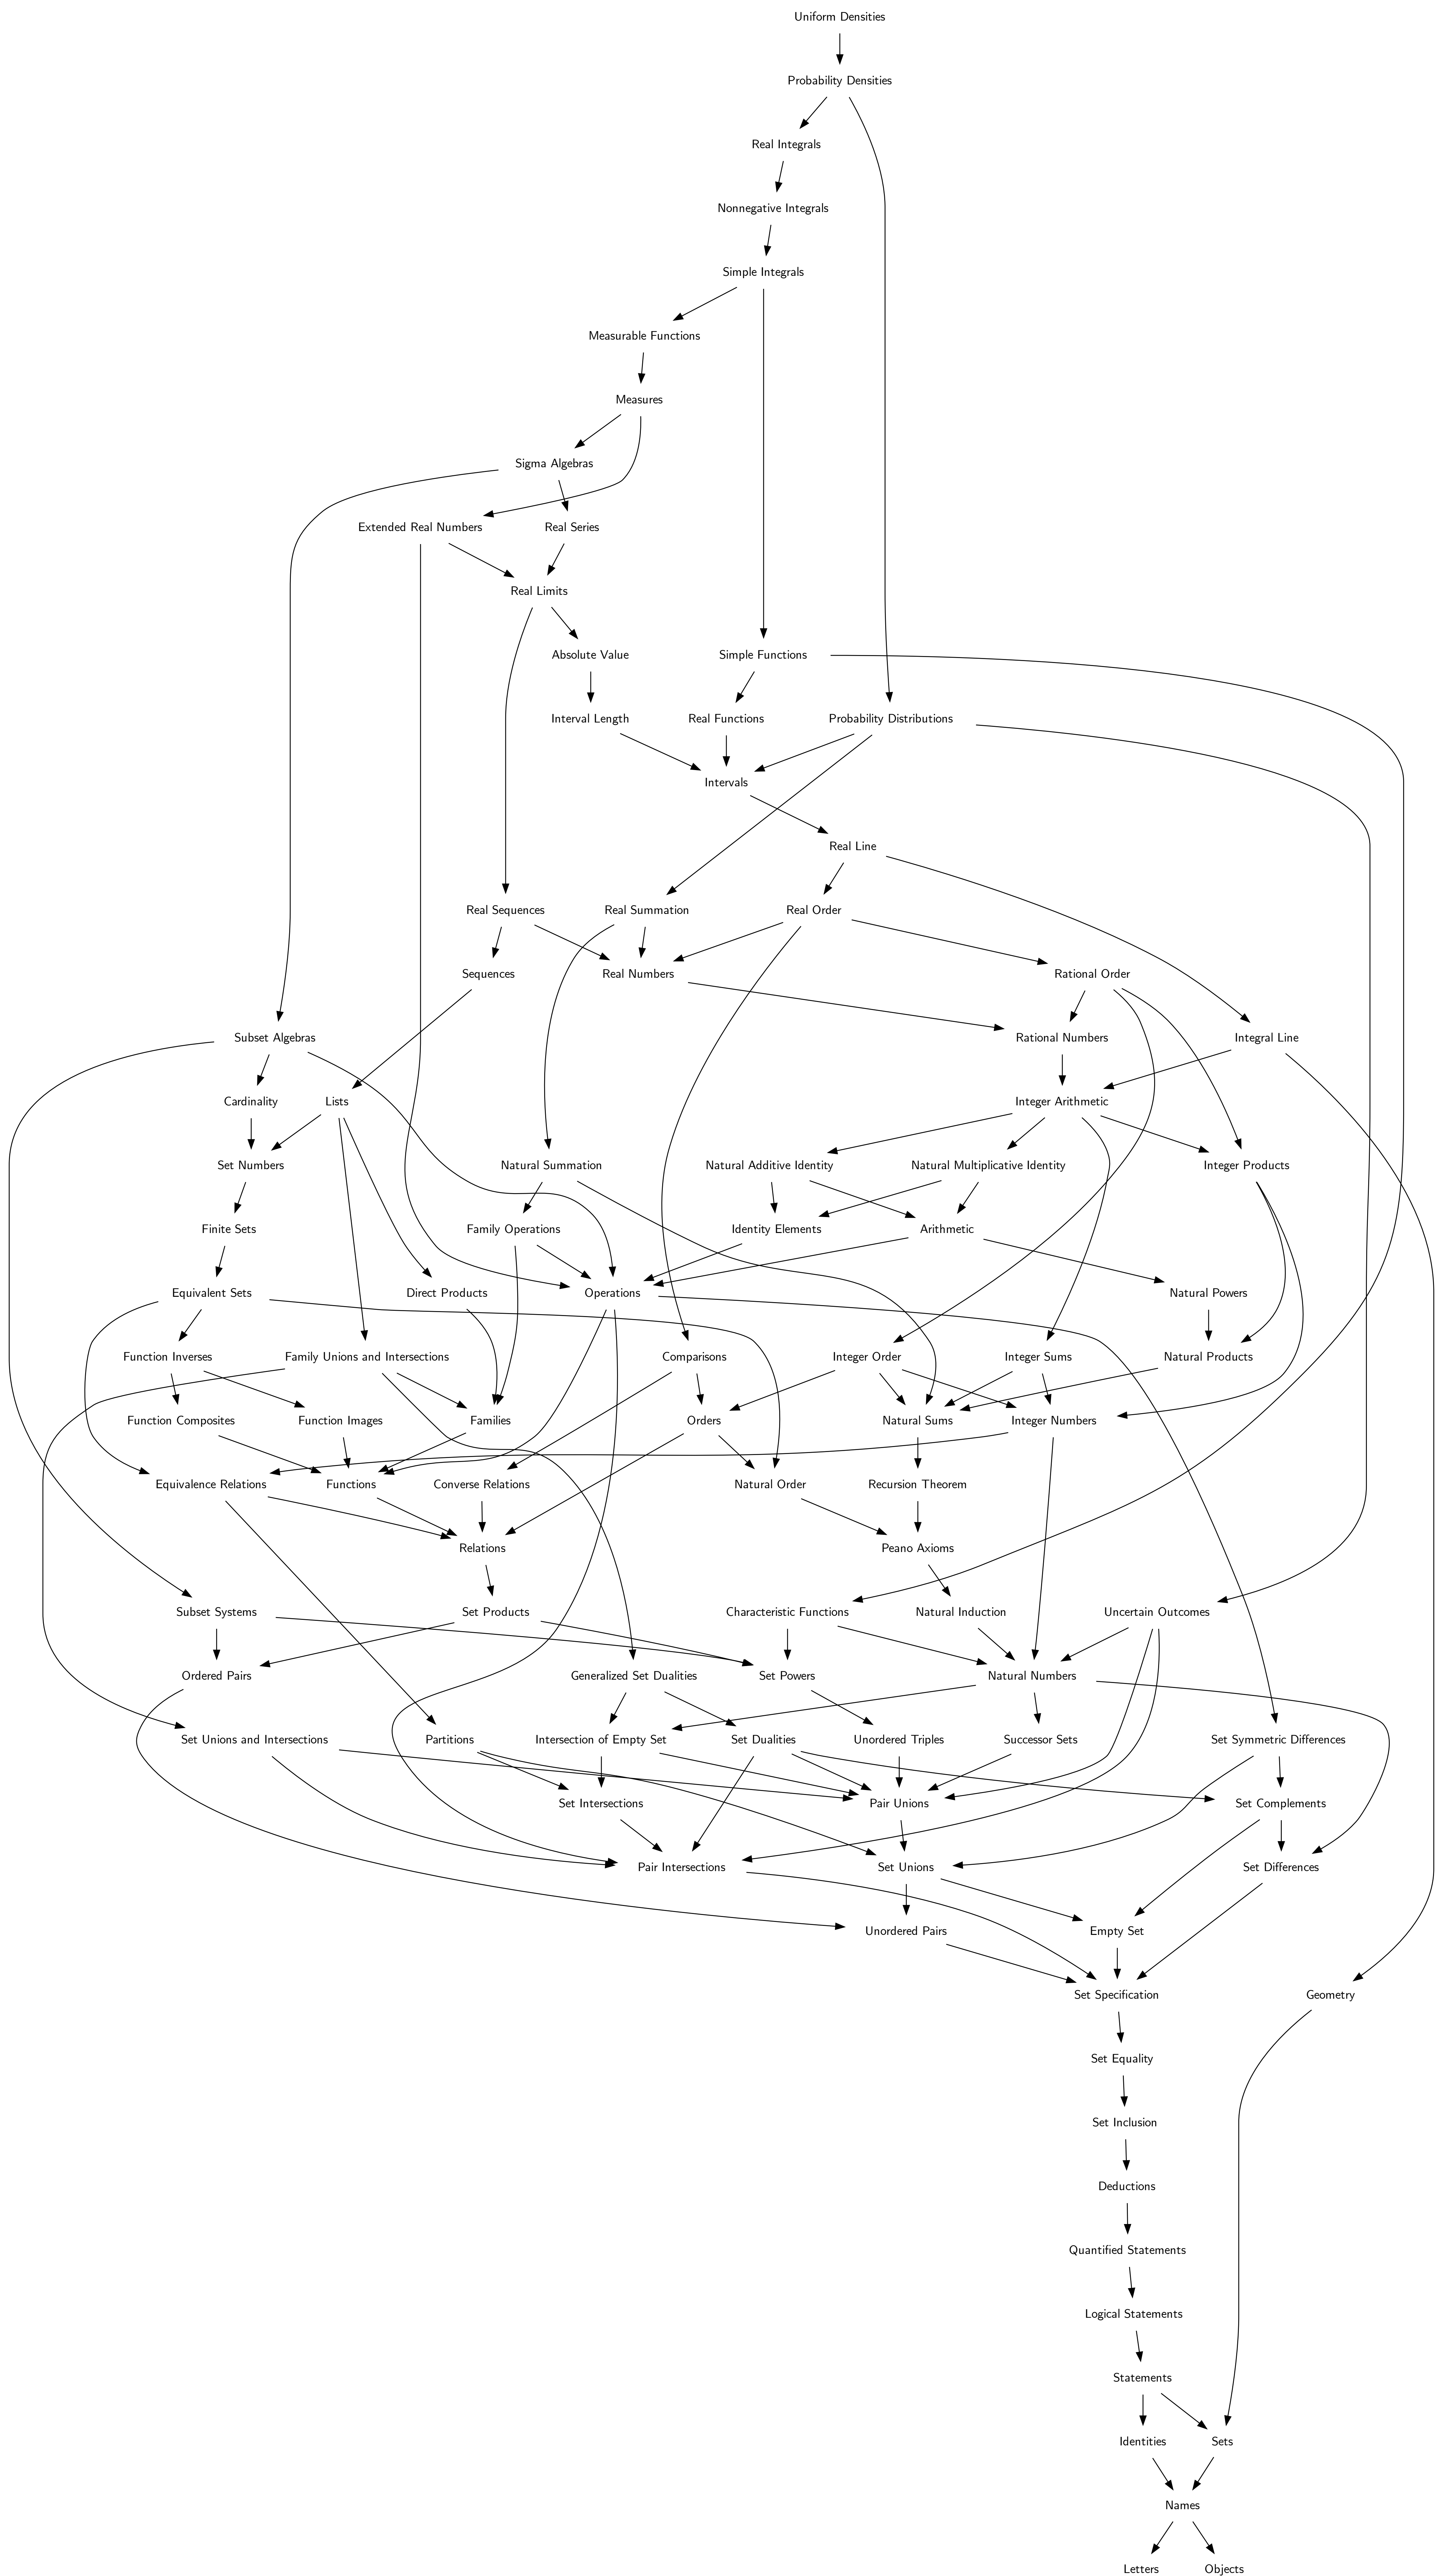 Uniform Densities
Probability Densities
Real Integrals
Nonnegative Integrals
Simple Integrals
Measurable Functions
Measures
Sigma Algebras
Extended Real Numbers
Real Series
Real Limits
Absolute Value
Simple Functions
Interval Length
Real Functions
Probability Distributions
Intervals
Real Line
Real Sequences
Real Summation
Real Order
Sequences
Real Numbers
Rational Order
Subset Algebras
Rational Numbers
Integral Line
Cardinality
Lists
Integer Arithmetic
Set Numbers
Natural Summation
Natural Additive Identity
Natural Multiplicative Identity
Integer Products
Finite Sets
Family Operations
Identity Elements
Arithmetic
Equivalent Sets
Direct Products
Operations
Natural Powers
Function Inverses
Family Unions and Intersections
Comparisons
Integer Order
Integer Sums
Natural Products
Function Composites
Function Images
Families
Orders
Natural Sums
Integer Numbers
Equivalence Relations
Functions
Converse Relations
Natural Order
Recursion Theorem
Relations
Peano Axioms
Subset Systems
Set Products
Characteristic Functions
Natural Induction
Uncertain Outcomes
Ordered Pairs
Generalized Set Dualities
Set Powers
Natural Numbers
Set Unions and Intersections
Partitions
Intersection of Empty Set
Set Dualities
Unordered Triples
Successor Sets
Set Symmetric Differences
Set Intersections
Pair Unions
Set Complements
Pair Intersections
Set Unions
Set Differences
Unordered Pairs
Empty Set
Set Specification
Geometry
Set Equality
Set Inclusion
Deductions
Quantified Statements
Logical Statements
Statements
Identities
Sets
Names
Letters
Objects